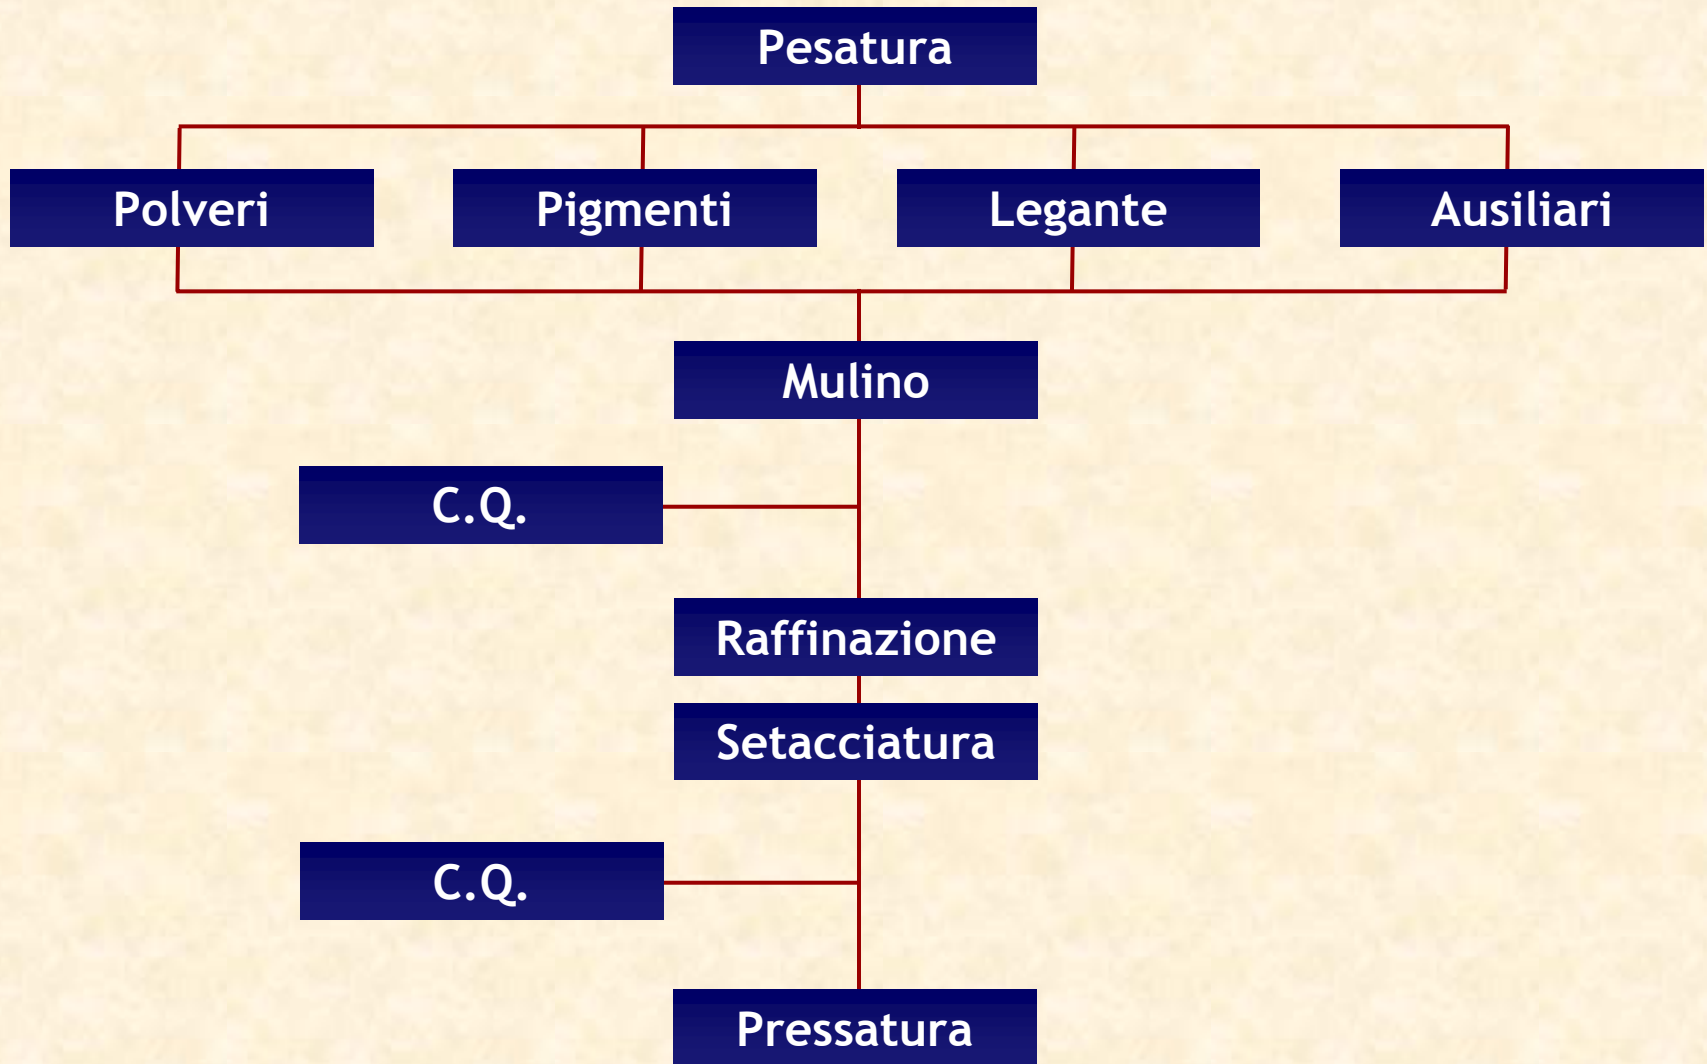 Pesatura
Polveri
Pigmenti
Legante
Ausiliari
Mulino
C.Q.
Raffinazione
Setacciatura
C.Q.
Pressatura